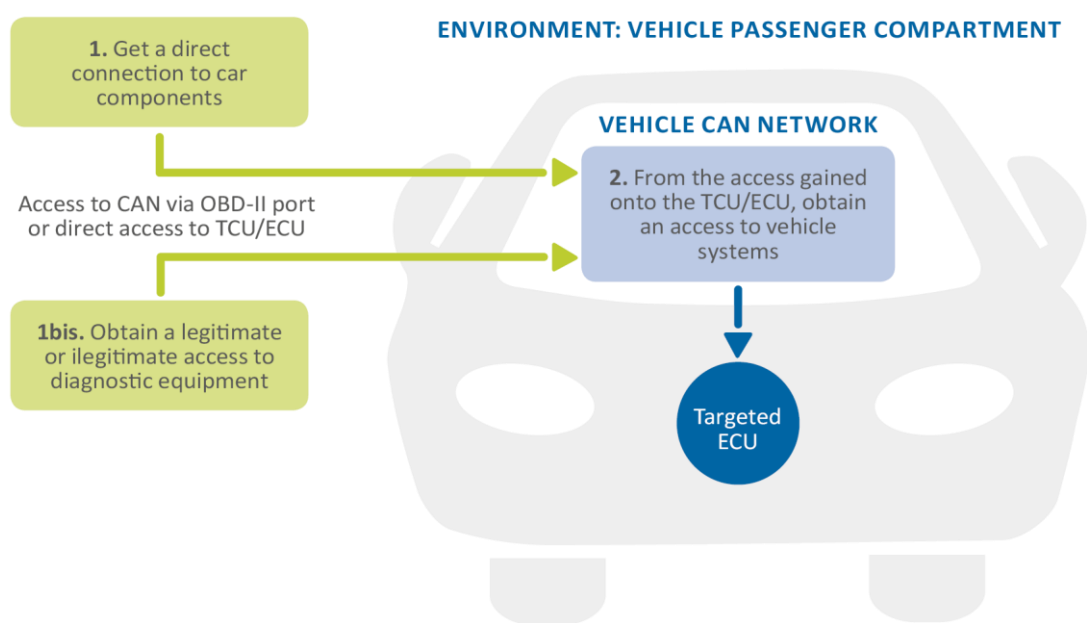 ENVIRONMENT: VEHICLE PASSENGER COMPARTMENT
1. Get a direct
connection to car
components
VEHICLE CAN NETWORK
2. From the access gained
onto the TCU/ECU, obtain
an access to vehicle
systems
Access to CAN via OBD-II port
or direct access to TCU/ECU
1bis. Obtain a legitimate
or ilegitimate access to
diagnostic equipment
Targeted
ECU